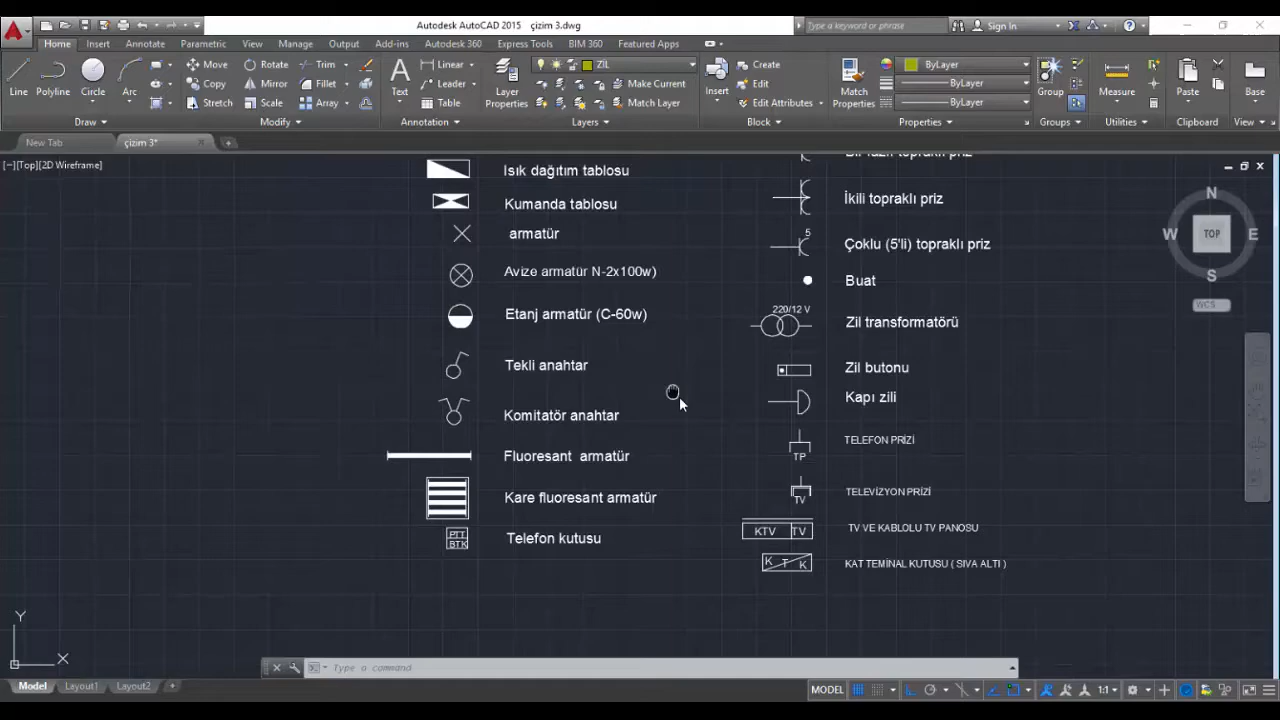 Autodesk AutoCAD 2015 çizim 3.dwg
Type a keyword or phrase
Sign In
Home Insert Annotate Parametric View Manage Output Add-ins Autodesk 360 Express Tools BIM 360 Featured Apps
Line
Polyline
Circle
Arc
Draw
Move
Rotate
Trim
Copy
Mirror
Fillet
Stretch
Scale
Array
Modify
Text
Linear
Leader
Table
Annotation
Layer
Properties
ZİL
Make Current
Match Layer
Layers
Insert
Create
Edit
Edit Attributes
Block
Match
Properties
ByLayer
ByLayer
ByLayer
Properties
Group
Groups
Measure
Utilities
Paste
Clipboard
Base
View
New Tab
çizim 3*
[−][Top][2D Wireframe]
Isık dağıtım tablosu
Kumanda tablosu
armatür
Avize armatür N-2x100w)
Etanj armatür (C-60w)
Tekli anahtar
Komitatör anahtar
Fluoresant armatür
Kare fluoresant armatür
PTT
BTK
Telefon kutusu
İkili topraklı priz
5
Çoklu (5'li) topraklı priz
Buat
220/12 V
Zil transformatörü
Zil butonu
Kapı zili
TELEFON PRİZİ
TP
TELEVİZYON PRİZİ
TV
KTV TV
TV VE KABLOLU TV PANOSU
K T K
KAT TEMİNAL KUTUSU ( SIVA ALTI )
N
W
TOP
E
S
WCS
Y
X
Type a command
Model
Layout1
Layout2
MODEL
1:1